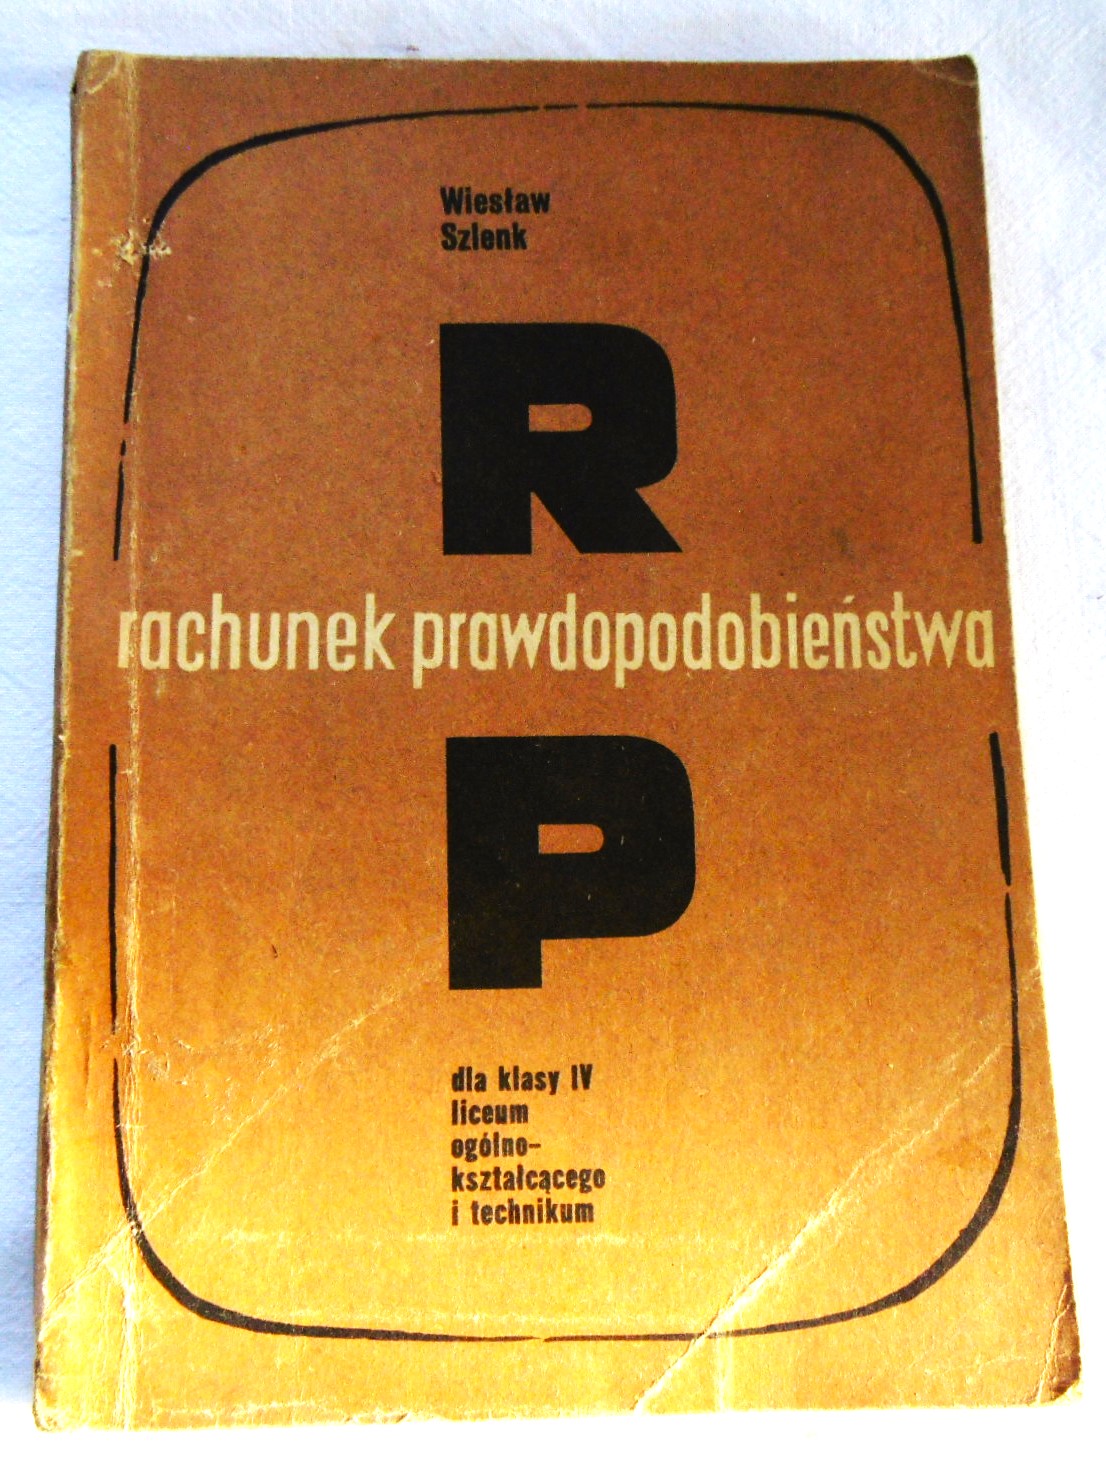 Wiesław
Szlenk
R
rachunek prawdopodobieństwa
P
dla klasy IV
liceum
ogólno-
kształcącego
i technikum